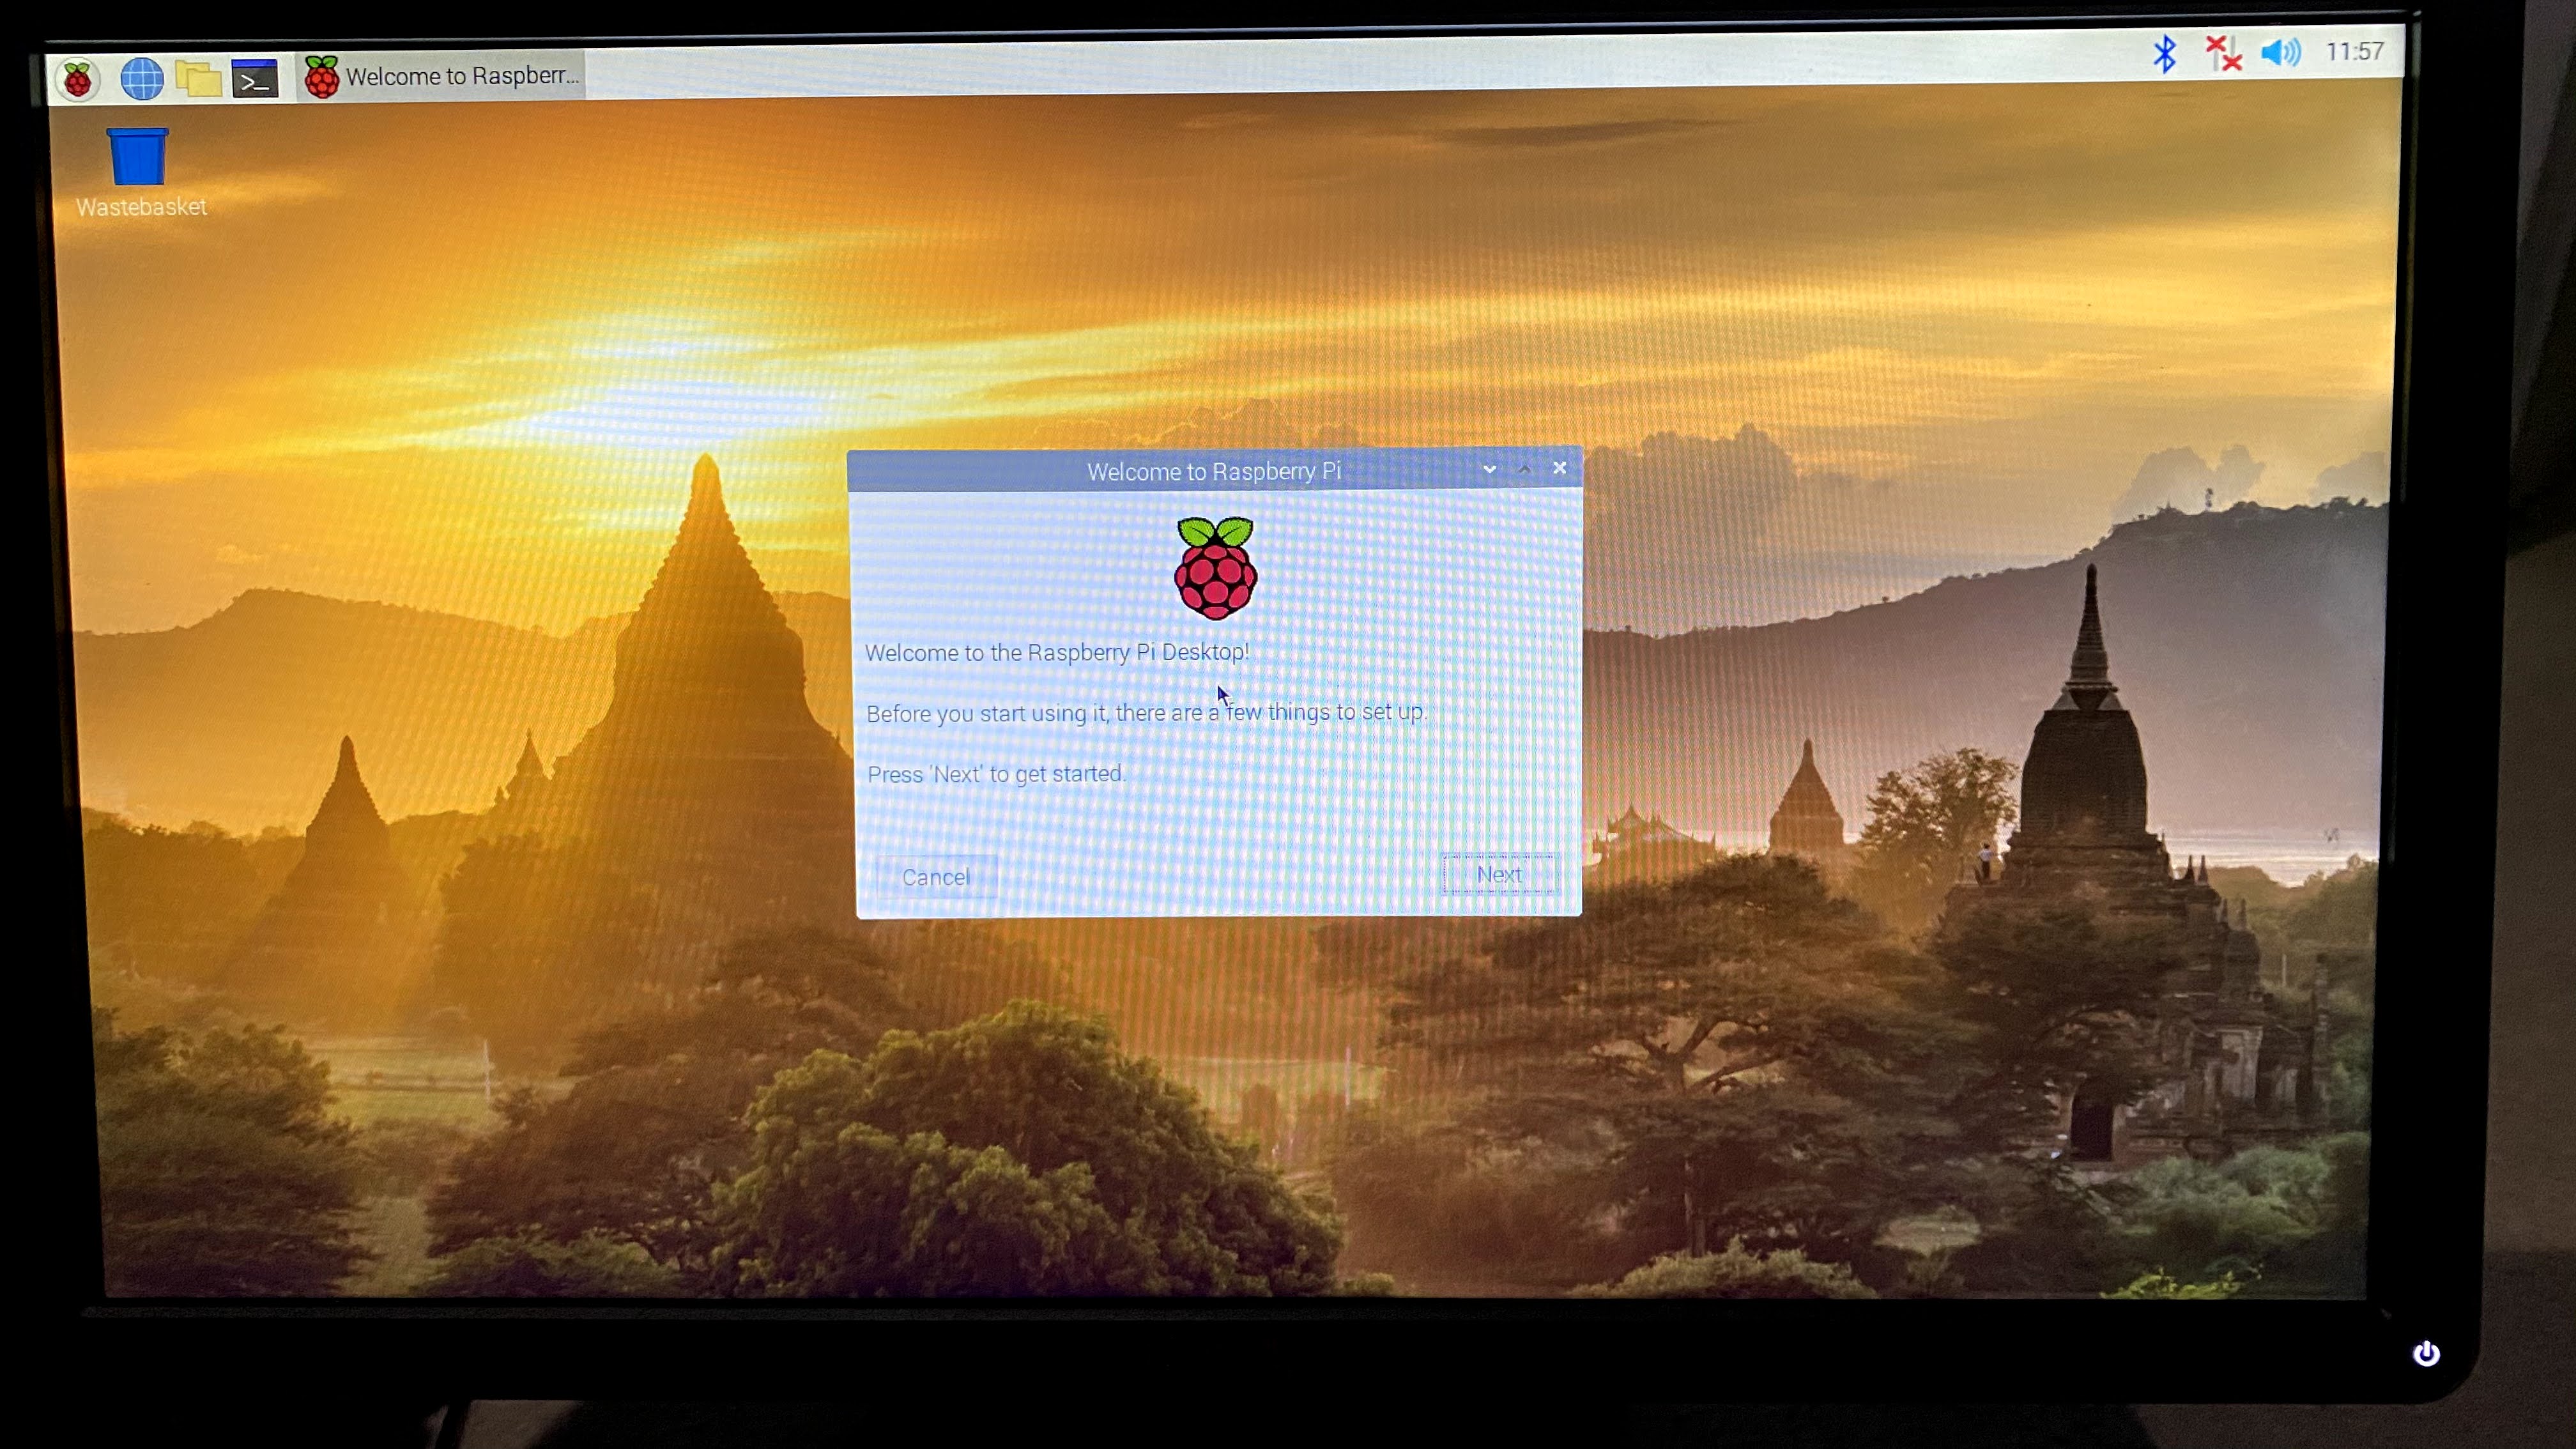 Welcome to Raspberr...
11:57
Wastebasket
Welcome to Raspberry Pi
Welcome to the Raspberry Pi Desktop!
Before you start using it, there are a few things to set up.
Press 'Next' to get started.
Cancel
Next